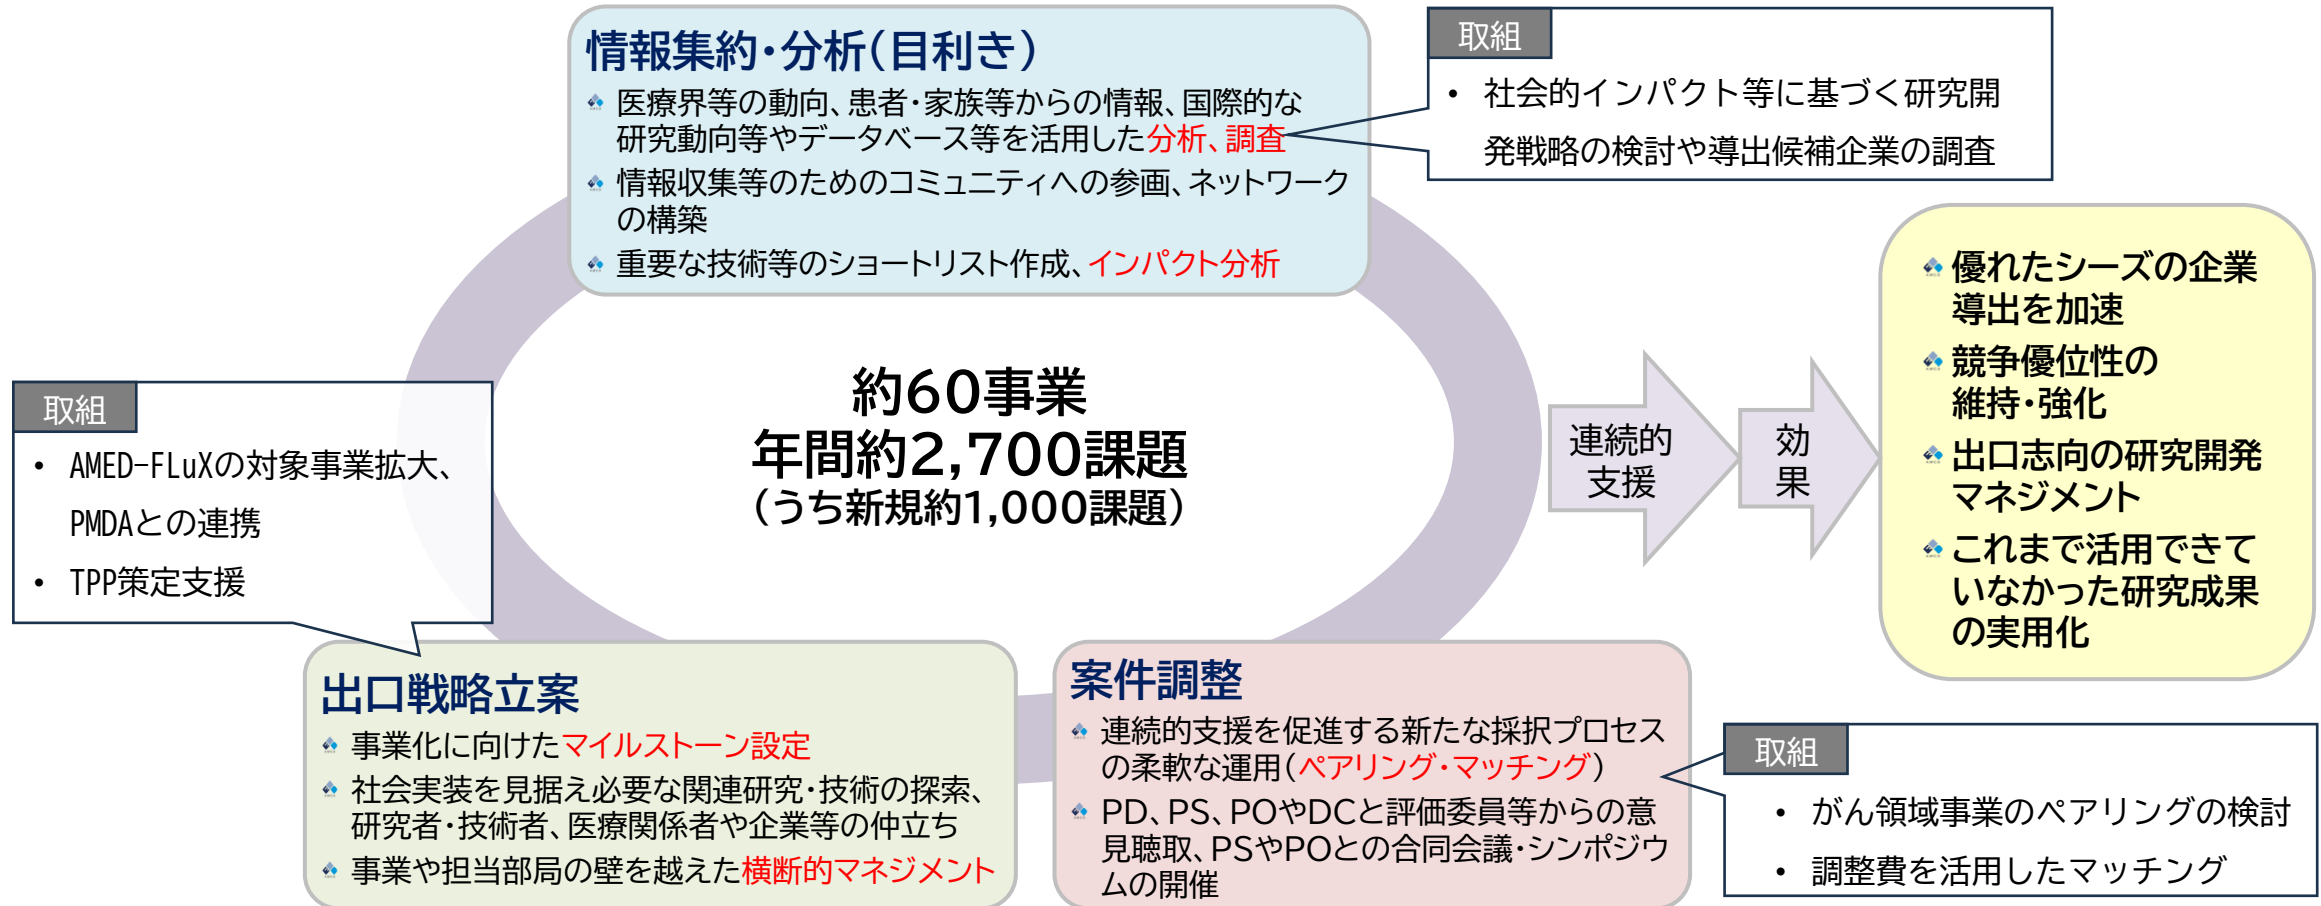 情報集約・分析（目利き）
医療界等の動向、患者・家族等からの情報、国際的な
研究動向等やデータベース等を活用した分析、調査
情報収集等のためのコミュニティへの参画、ネットワーク
の構築
重要な技術等のショートリスト作成、インパクト分析
取組
• 社会的インパクト等に基づく研究開
発戦略の検討や導出候補企業の調査
約60事業
年間約2,700課題
（うち新規約1,000課題）
取組
• AMED-FLuXの対象事業拡大、
PMDAとの連携
• TPP策定支援
連続的
支援
効
果
優れたシーズの企業
導出を加速
競争優位性の
維持・強化
出口志向の研究開発
マネジメント
これまで活用できて
いなかった研究成果
の実用化
出口戦略立案
事業化に向けたマイルストーン設定
社会実装を見据え必要な関連研究・技術の探索、
研究者・技術者、医療関係者や企業等の仲立ち
事業や担当部局の壁を越えた横断的マネジメント
案件調整
連続的支援を促進する新たな採択プロセス
の柔軟な運用（ペアリング・マッチング）
PD、PS、POやDCと評価委員等からの意
見聴取、PSやPOとの合同会議・シンポジウ
ムの開催
取組
• がん領域事業のペアリングの検討
• 調整費を活用したマッチング